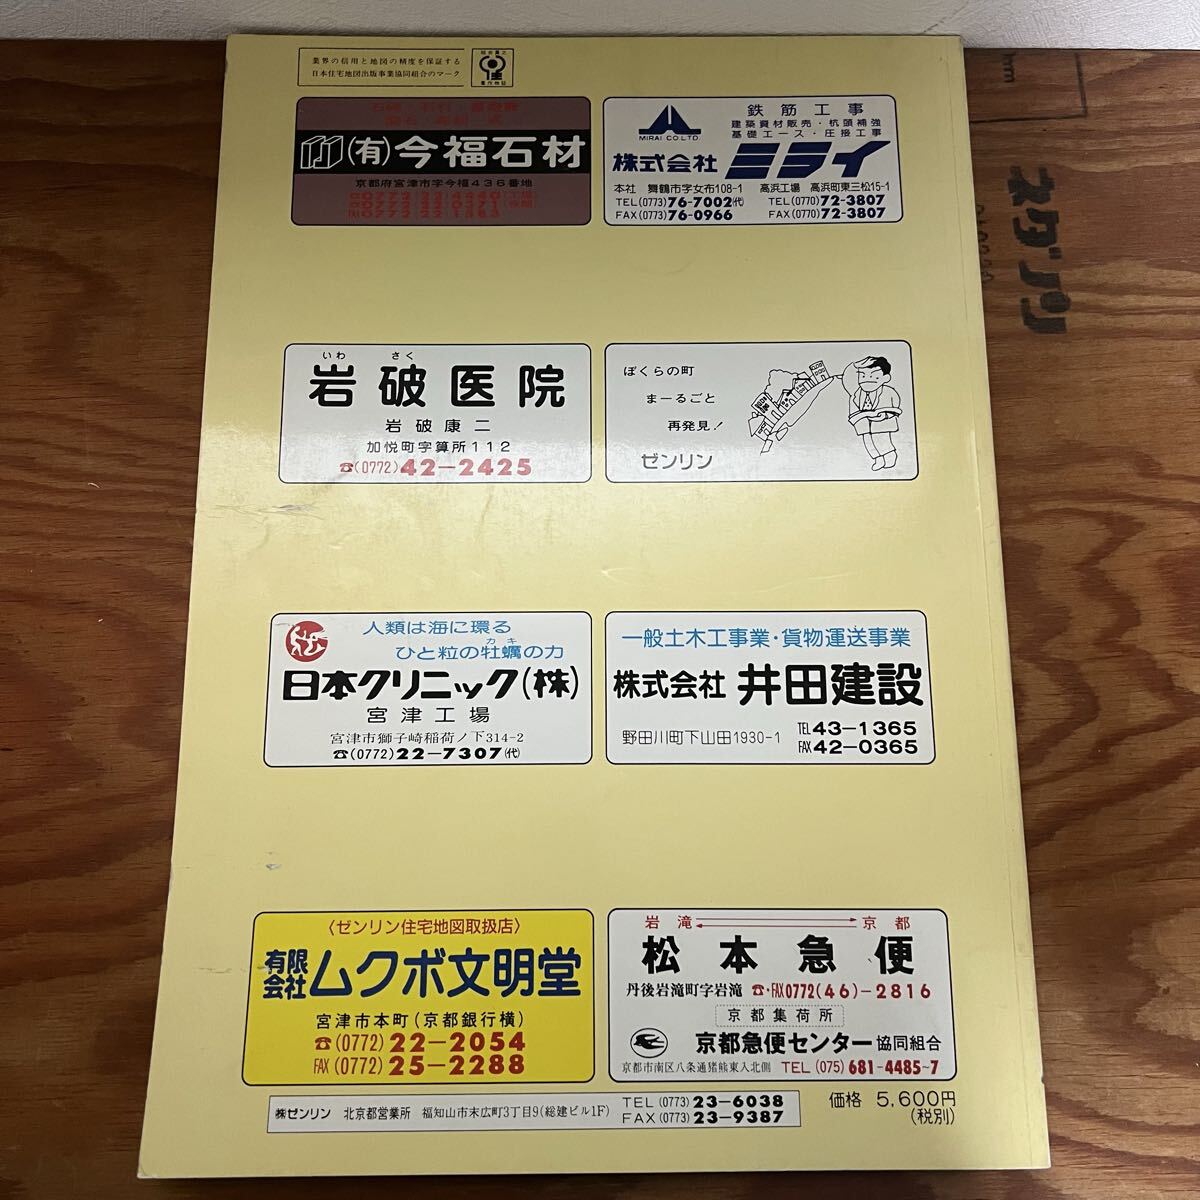 業界の信用と地図の精度を保証する
日本住宅地図出版事業協同組合のマーク
(有)今福石材
京都府宮津市字今福436番地
鉄筋工事
建築資材販売・杭頭補強
基礎エース・圧接工事
MIRAI CO.LTD.
株式会社 ミライ
本社 舞鶴市字女布108-1 高浜工場 高浜町東三松15-1
TEL(0773)76-7002(代) TEL(0770)72-3807
FAX(0773)76-0966 FAX(0770)72-3807
いわ さく
岩破医院
岩破康二
加悦町字算所112
☎(0772)42-2425
ぼくらの町
まーるごと
再発見!
ゼンリン
人類は海に環る
カキ
ひと粒の牡蠣の力
日本クリニック(株)
宮津工場
宮津市獅子崎稲荷ノ下314-2
☎(0772)22-7307(代)
一般土木工事業・貨物運送事業
株式会社 井田建設
野田川町下山田1930-1
TEL 43-1365
FAX 42-0365
〈ゼンリン住宅地図取扱店〉
有限会社 ムクボ文明堂
宮津市本町(京都銀行横)
☎(0772)22-2054
FAX(0772)25-2288
岩滝 京都
松本急便
丹後岩滝町字岩滝 ☎・FAX0772(46)-2816
京都集荷所
京都急便センター協同組合
京都市南区八条通猪熊東入北側 TEL(075)681-4485~7
㈱ゼンリン 北京都営業所 福知山市末広町3丁目9(総建ビル1F)
TEL(0773)23-6038
FAX(0773)23-9387
価格 5,600円
(税別)